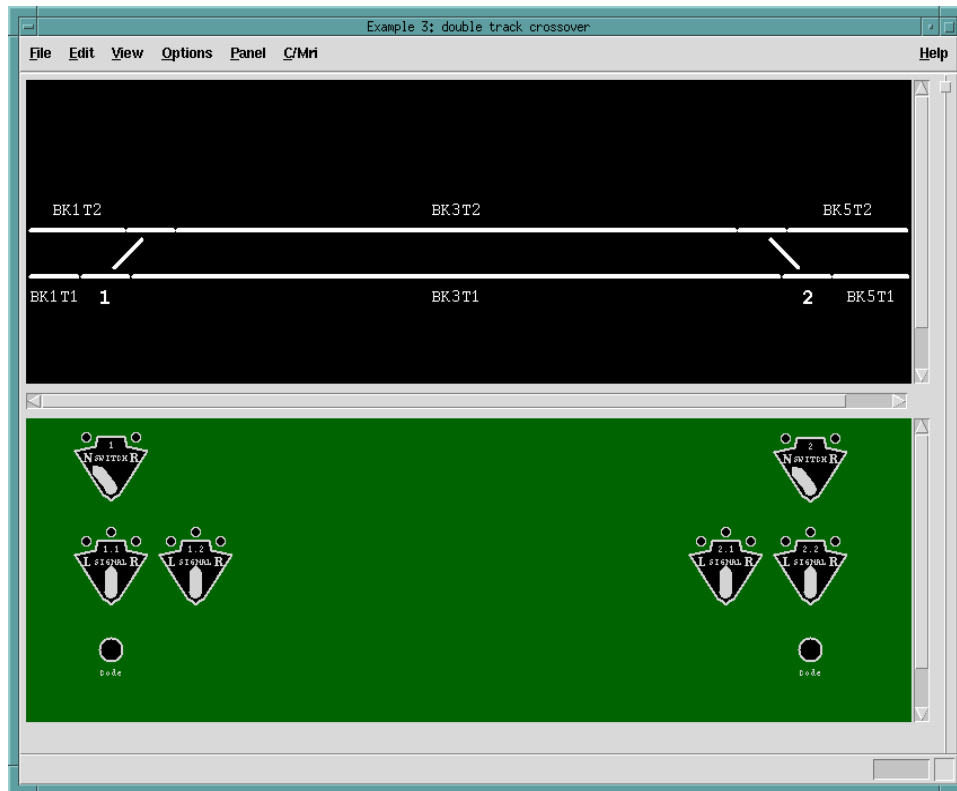 Example 3: double track crossover
File Edit View Options Panel C/Mri Help
BK1T2 BK3T2 BK5T2
BK1T1 1 BK3T1 2 BK5T1
1 2
N SWITCH R N SWITCH R
1.1 1.2 2.1 2.2
L SIGNAL R L SIGNAL R L SIGNAL R L SIGNAL R
Code Code